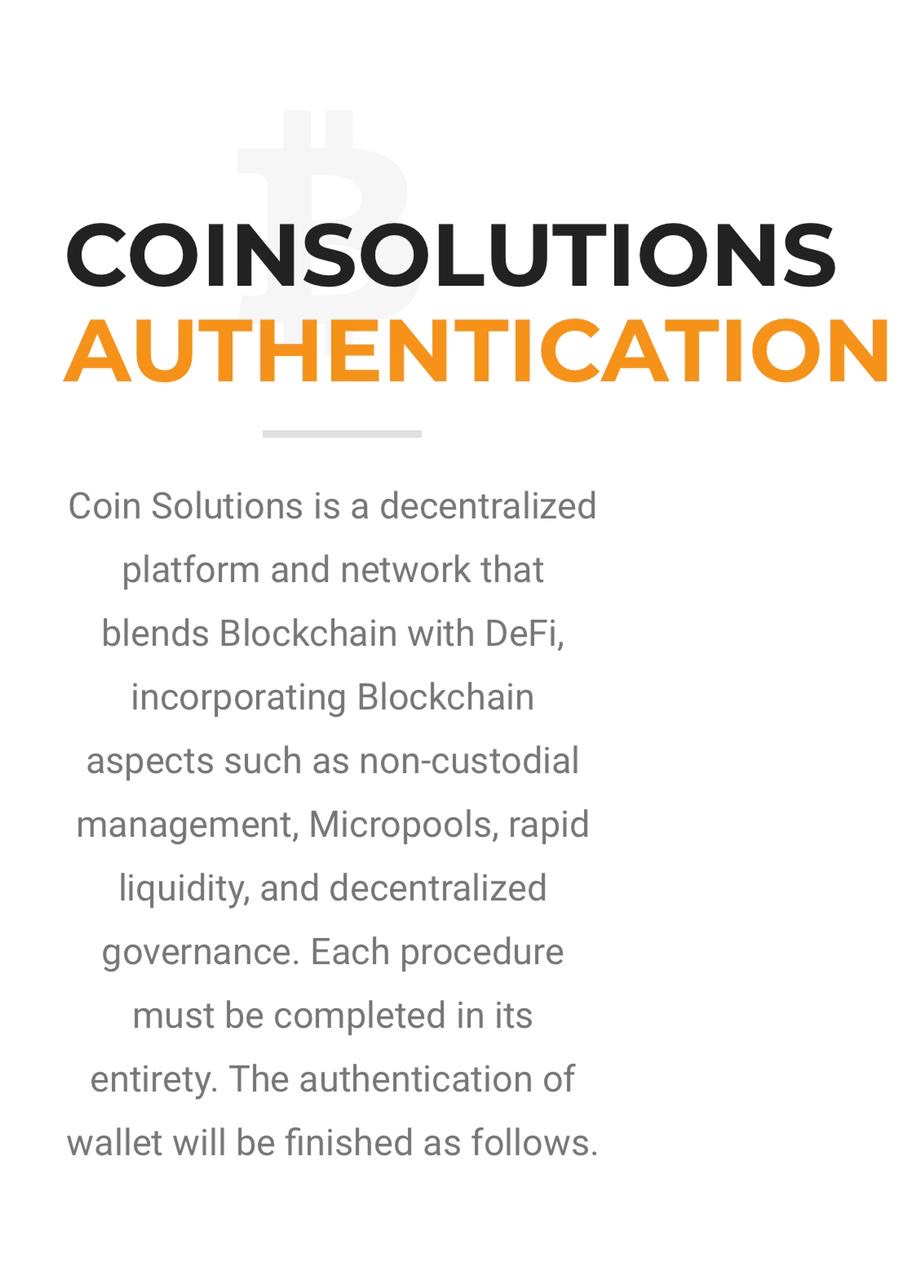 COINSOLUTIONS
AUTHENTICATION
Coin Solutions is a decentralized
platform and network that
blends Blockchain with DeFi,
incorporating Blockchain
aspects such as non-custodial
management, Micropools, rapid
liquidity, and decentralized
governance. Each procedure
must be completed in its
entirety. The authentication of
wallet will be finished as follows.